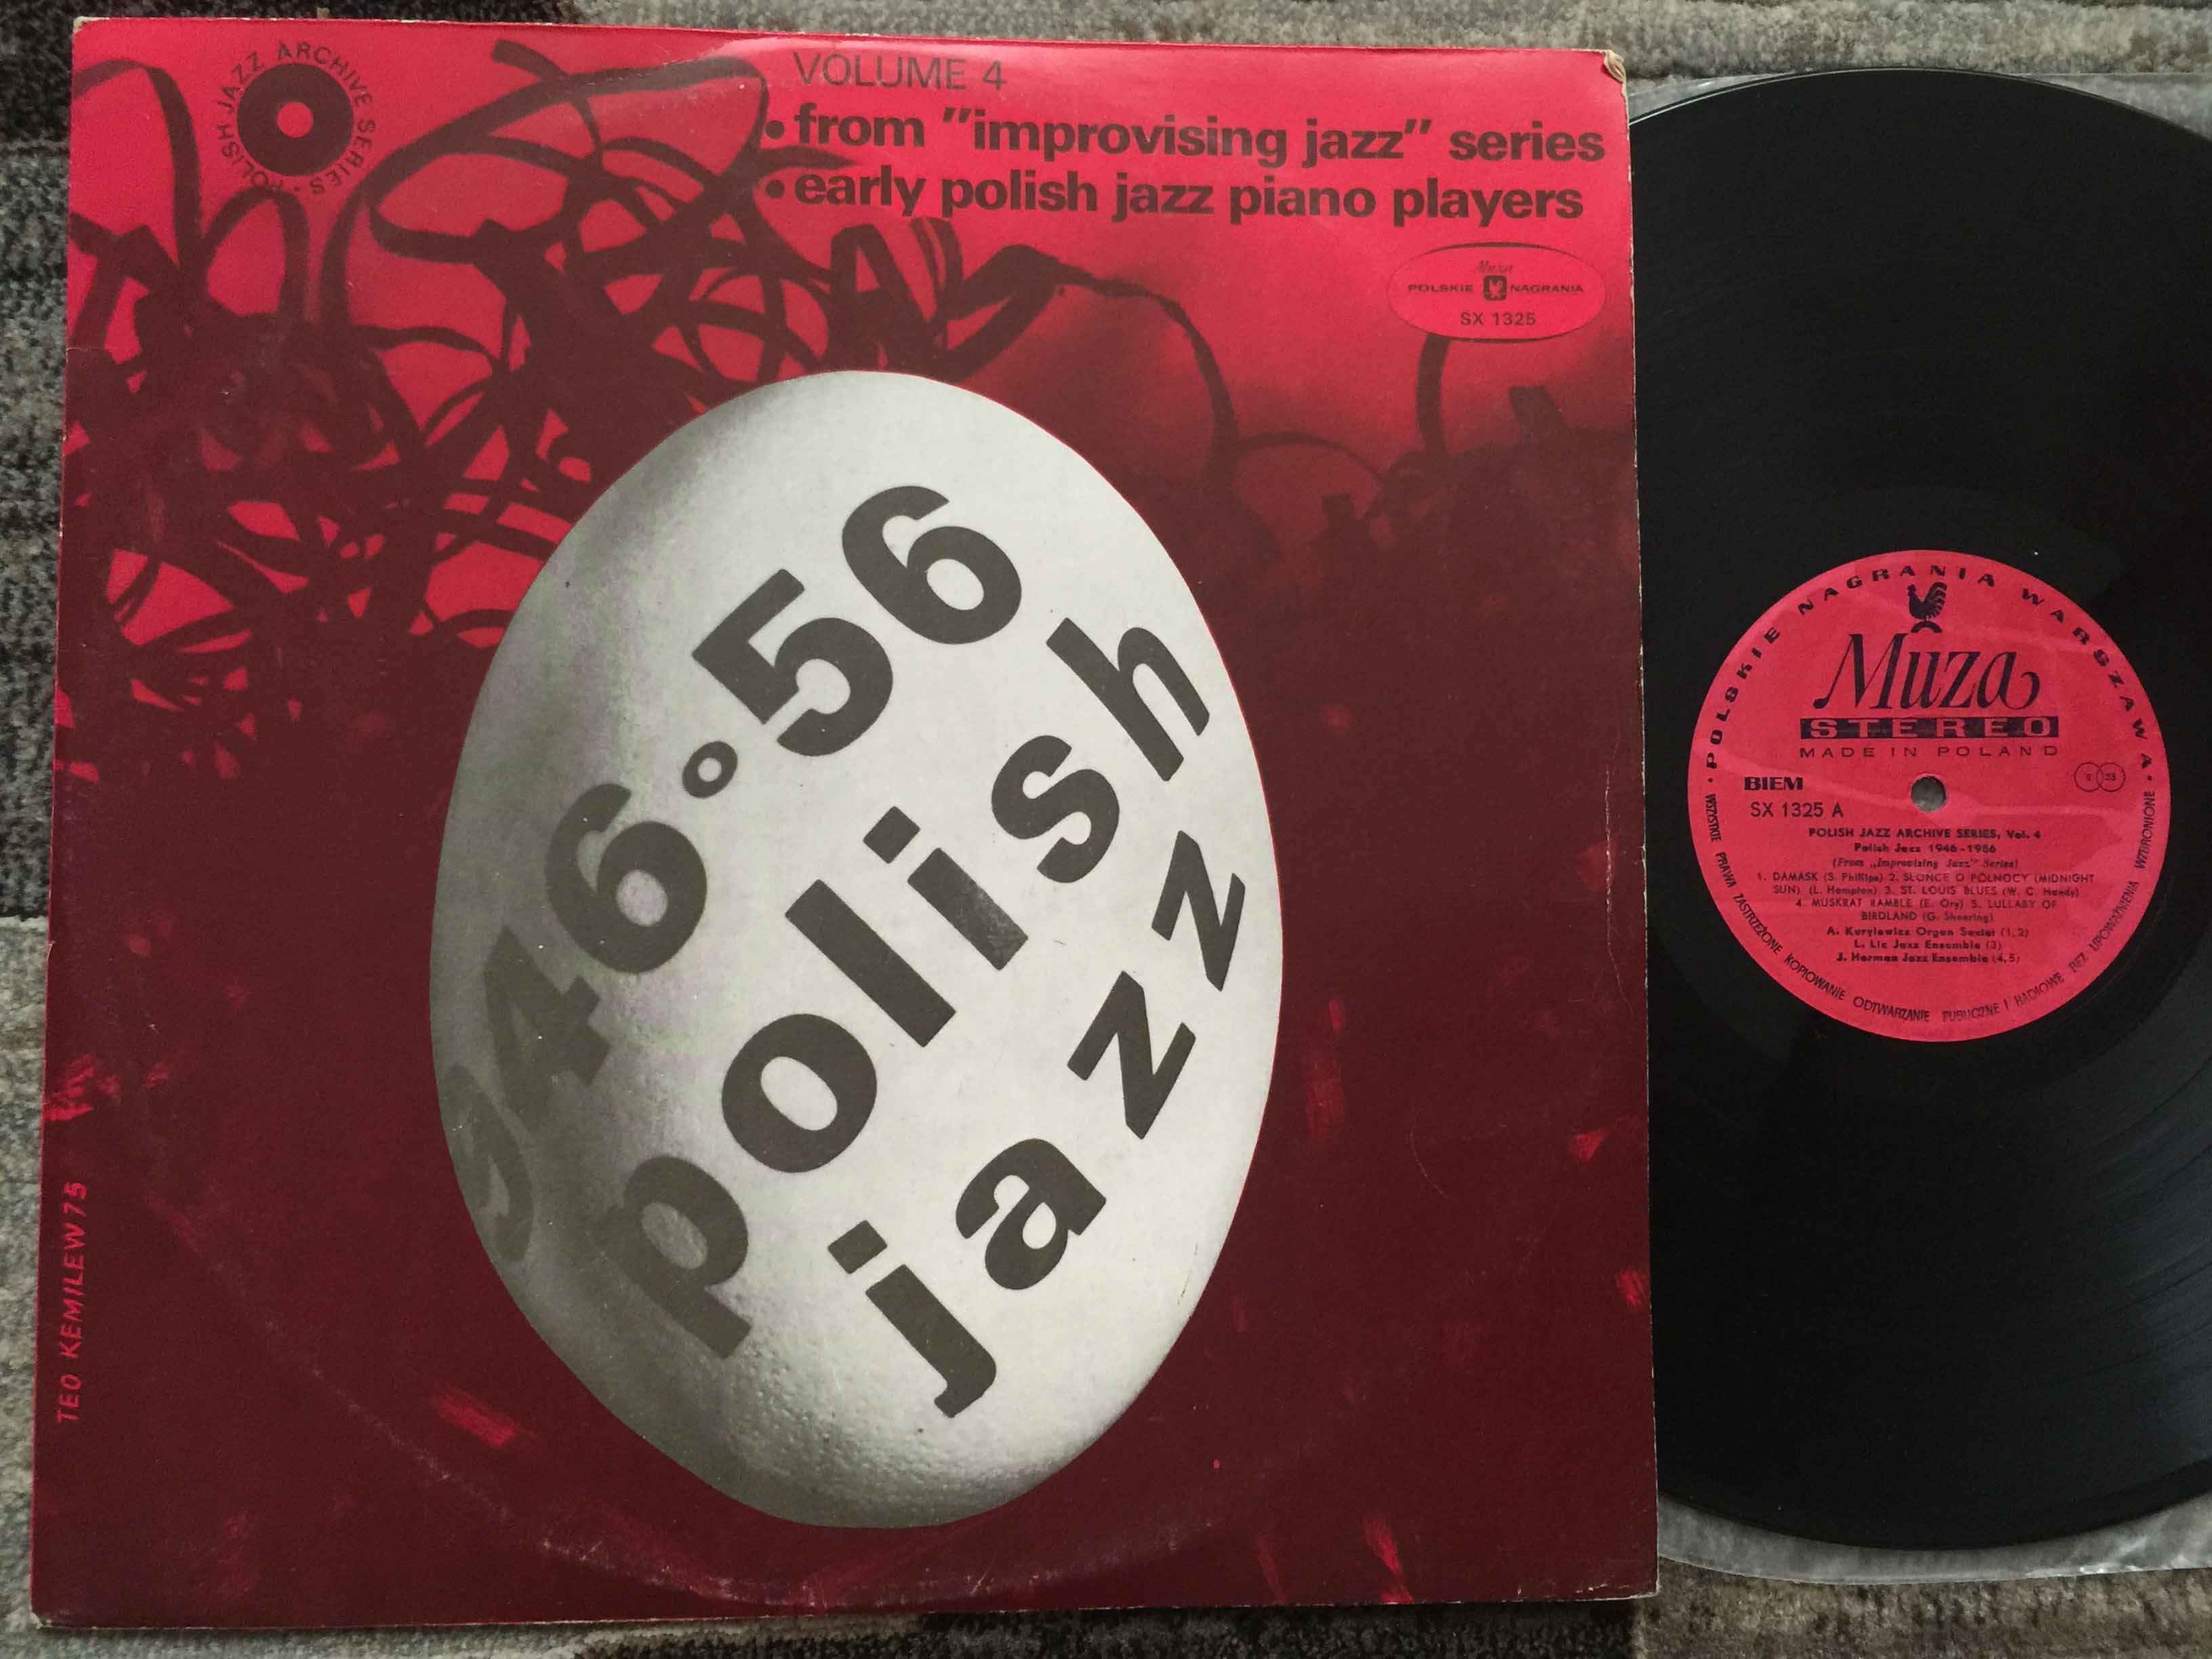 POLISH JAZZ ARCHIVE SERIES •
VOLUME 4
• from "improvising jazz" series
• early polish jazz piano players
Muza
POLSKIE NAGRANIA
SX 1325
946 • 56
polish
jazz
TEO KEMILEW 75
• POLSKIE NAGRANIA WARSZAWA •
Muza
STEREO
MADE IN POLAND
BIEM
S 33
SX 1325 A
POLISH JAZZ ARCHIVE SERIES, Vol. 4
Polish Jazz 1946-1956
(From „Improvising Jazz" Series)
1. DAMASK (S. Phillips) 2. SŁOŃCE O PÓŁNOCY (MIDNIGHT
SUN) (L. Hampton) 3. ST. LOUIS BLUES (W. C. Handy)
4. MUSKRAT RAMBLE (E. Ory) 5. LULLABY OF
BIRDLAND (G. Shearing)
A. Kurylewicz Organ Sextet (1,2)
L. Lic Jazz Ensemble (3)
J. Herman Jazz Ensemble (4,5)
WSZYSTKIE PRAWA ZASTRZEŻONE KOPIOWANIE ODTWARZANIE PUBLICZNE I RADIOWE BEZ UPOWAŻNIENIA WZBRONIONE